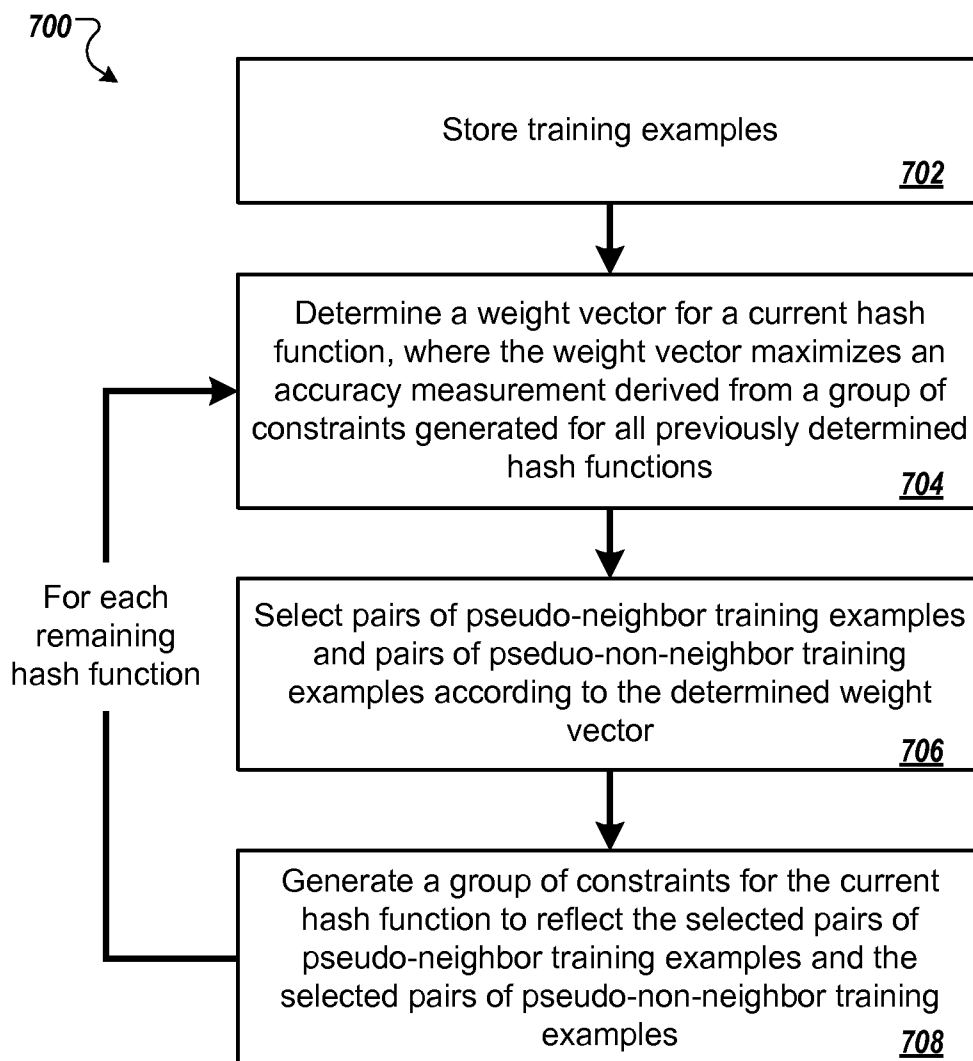 700
Store training examples
702
Determine a weight vector for a current hash
function, where the weight vector maximizes an
accuracy measurement derived from a group of
constraints generated for all previously determined
hash functions
704
For each
remaining
hash function
Select pairs of pseudo-neighbor training examples
and pairs of pseduo-non-neighbor training
examples according to the determined weight
vector
706
Generate a group of constraints for the current
hash function to reflect the selected pairs of
pseudo-neighbor training examples and the
selected pairs of pseudo-non-neighbor training
examples
708